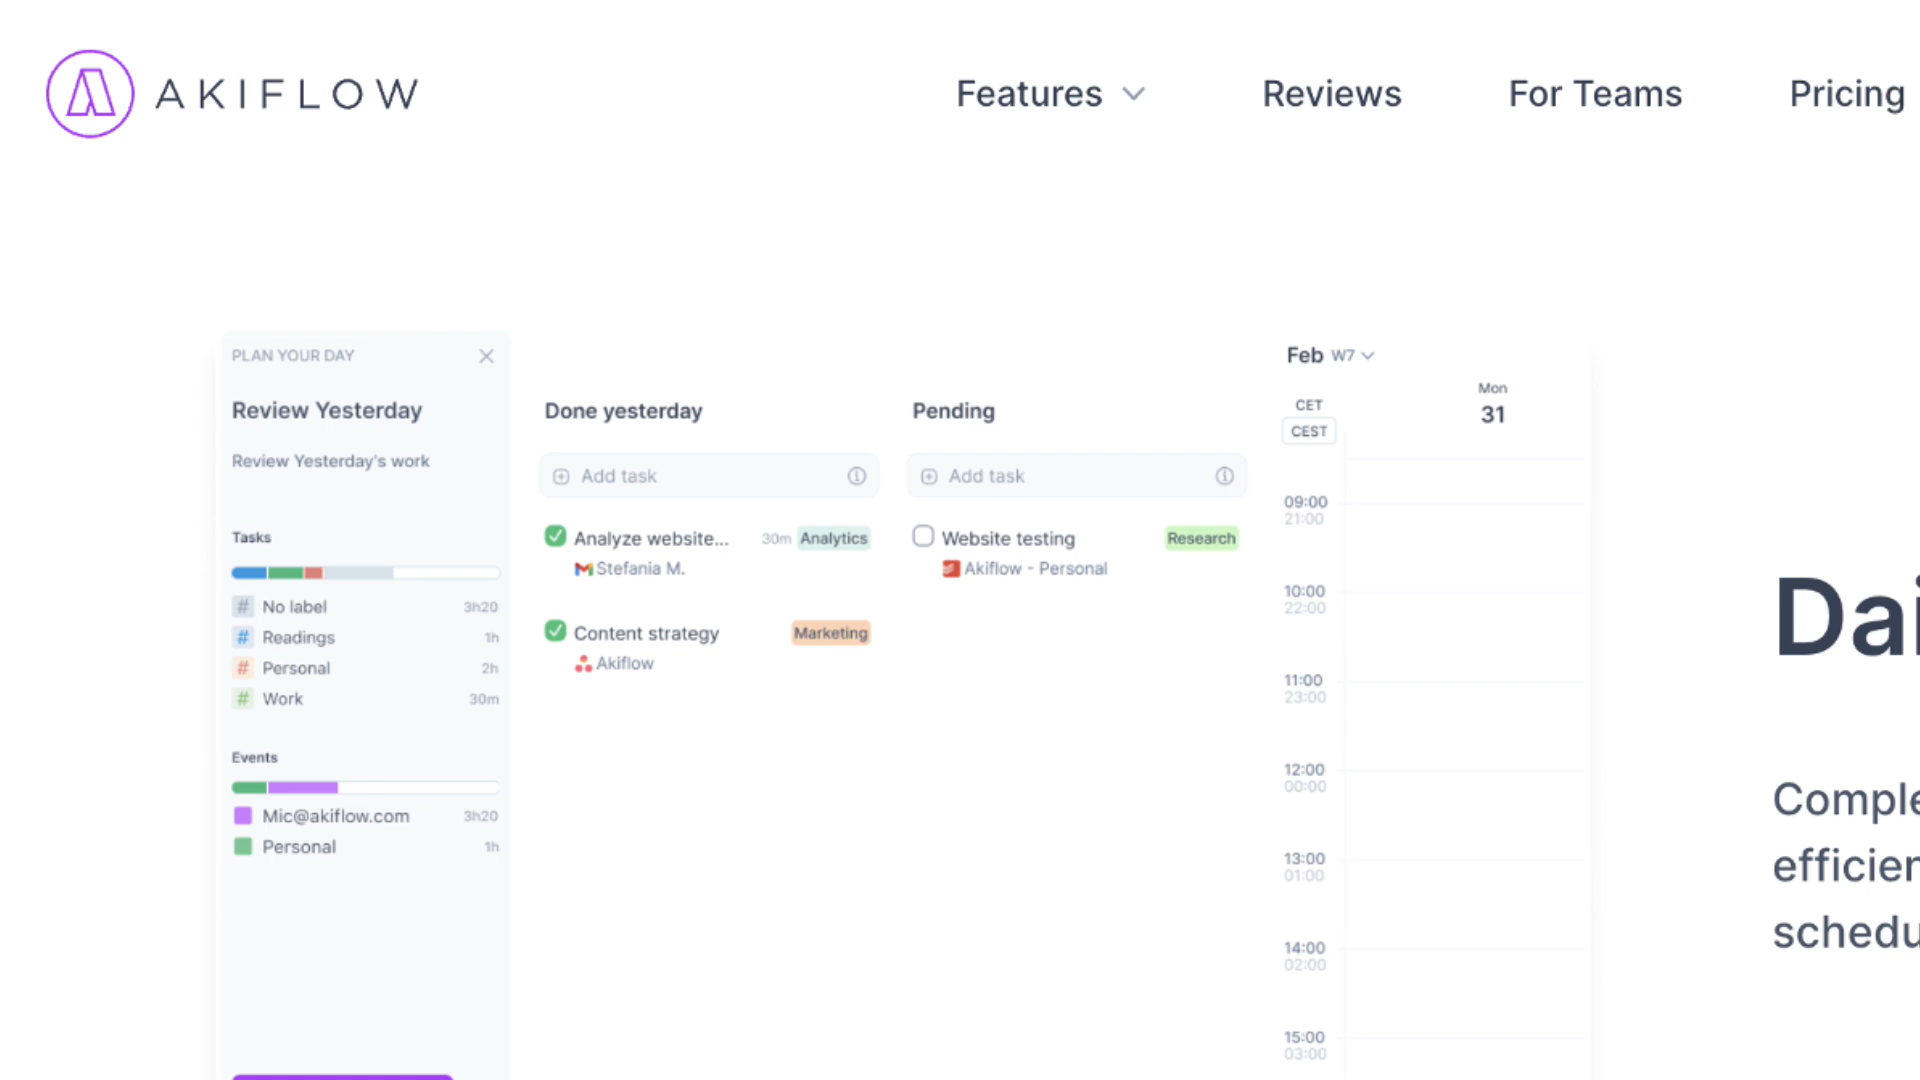 AKIFLOW
Features
Reviews
For Teams
Pricing
PLAN YOUR DAY
Review Yesterday
Review Yesterday's work
Tasks
# No label 3h20
# Readings 1h
# Personal 2h
# Work 30m
Events
Mic@akiflow.com 3h20
Personal 1h
Done yesterday
Add task
Analyze website... 30m Analytics
Stefania M.
Content strategy Marketing
Akiflow
Pending
Add task
Website testing Research
Akiflow - Personal
Feb W7
Mon
CET
31
CEST
09:00
21:00
10:00
22:00
11:00
23:00
12:00
00:00
13:00
01:00
14:00
02:00
15:00
03:00
Dai
Comple
efficien
schedu